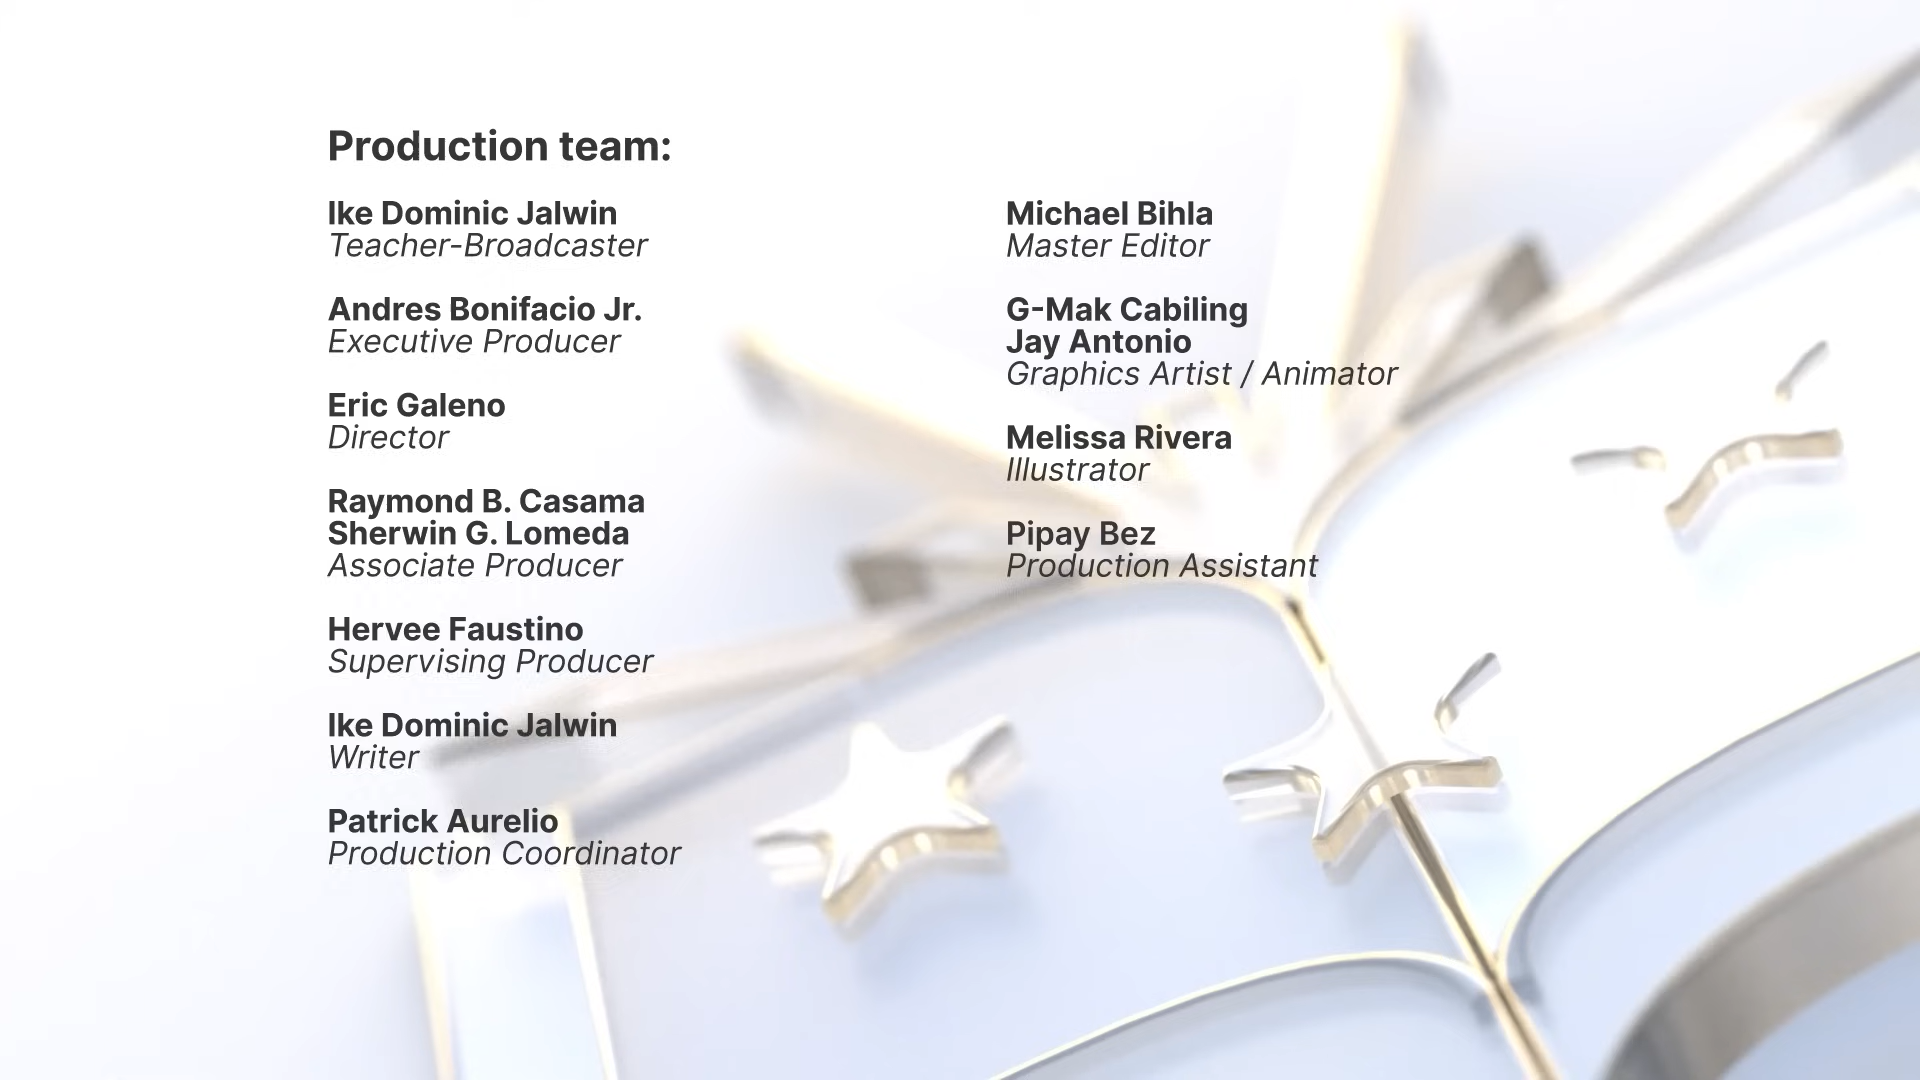 Production team:
Ike Dominic Jalwin
Teacher-Broadcaster
Andres Bonifacio Jr.
Executive Producer
Eric Galeno
Director
Raymond B. Casama
Sherwin G. Lomeda
Associate Producer
Hervee Faustino
Supervising Producer
Ike Dominic Jalwin
Writer
Patrick Aurelio
Production Coordinator
Michael Bihla
Master Editor
G-Mak Cabiling
Jay Antonio
Graphics Artist / Animator
Melissa Rivera
Illustrator
Pipay Bez
Production Assistant